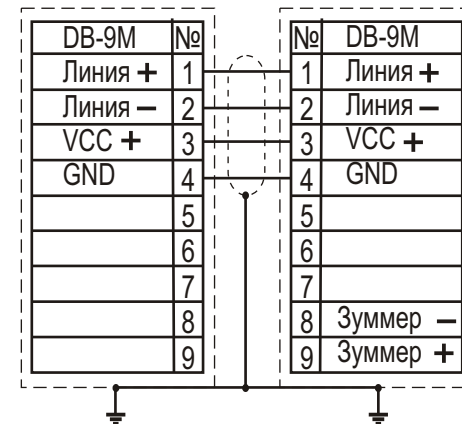 DB-9M № № DB-9M
Линия + 1 1 Линия +
Линия – 2 2 Линия –
VCC + 3 3 VCC +
GND 4 4 GND
5 5
6 6
7 7
8 8 Зуммер –
9 9 Зуммер +